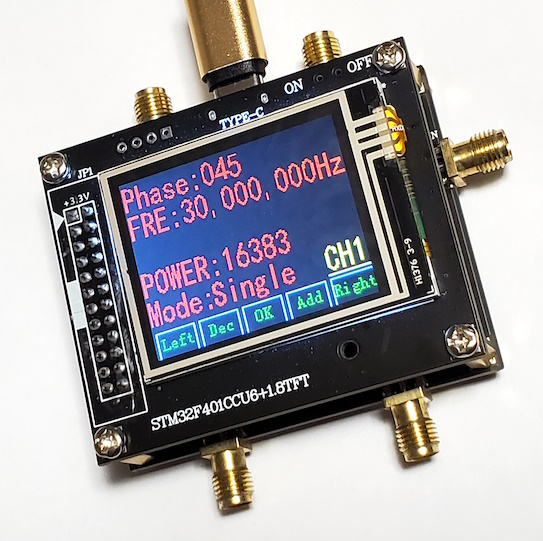 ON OFF
TYPE-C
JP1
+3.3V
N
Phase:045
FRE:30,000,000Hz
POWER:16383
CH1
Mode:Single
Left Dec OK Add Right
STM32F401CCU6+1.8TFT